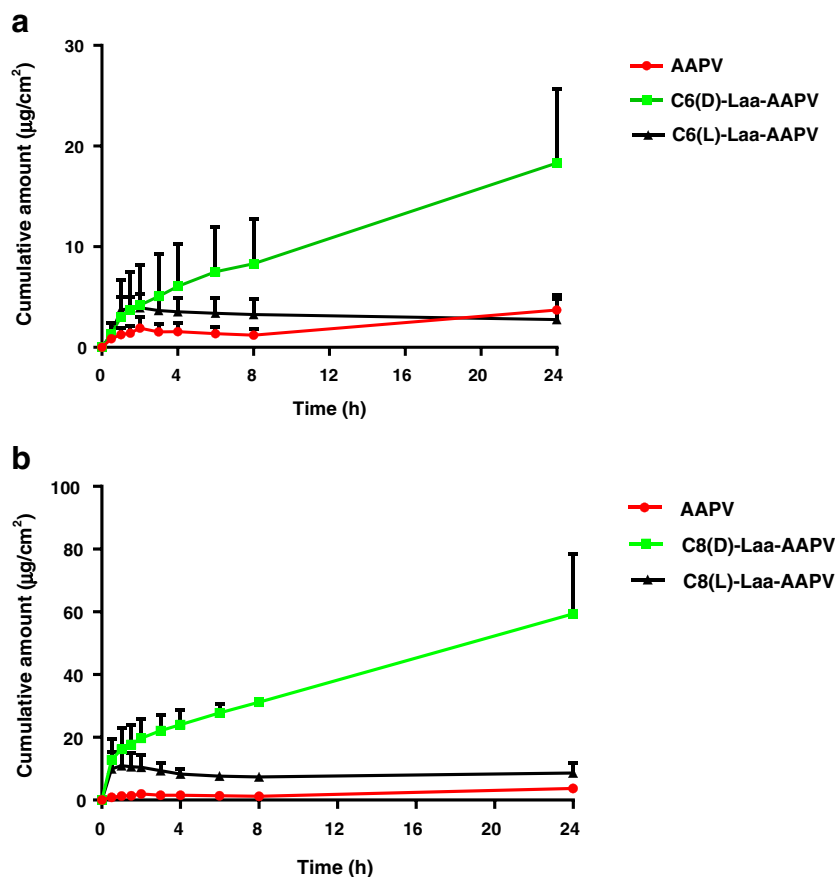 a
Cumulative amount (µg/cm²)
30
20
10
0
0 4 8 12 16 20 24
Time (h)
AAPV
C6(D)-Laa-AAPV
C6(L)-Laa-AAPV
b
Cumulative amount (µg/cm²)
100
80
60
40
20
0
0 4 8 12 16 20 24
Time (h)
AAPV
C8(D)-Laa-AAPV
C8(L)-Laa-AAPV